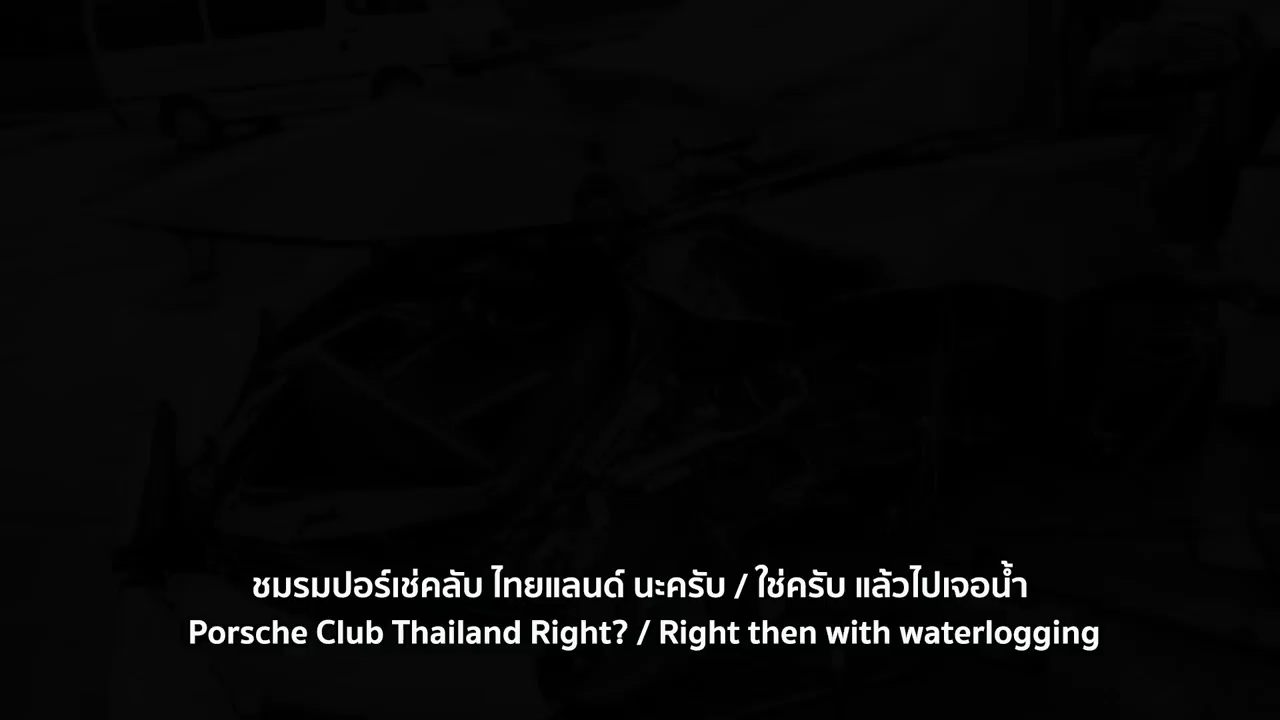 ชมรมปอร์เช่คลับ ไทยแลนด์ นะครับ / ใช่ครับ แล้วไปเจอน้ำ
Porsche Club Thailand Right? / Right then with waterlogging